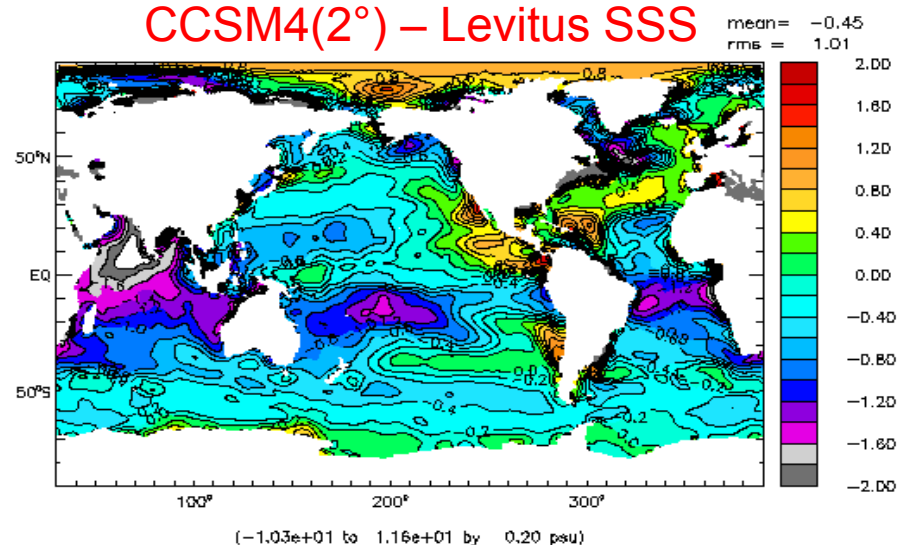 CCSM4(2°) – Levitus SSS
mean= -0.45
rms = 1.01
2.00
1.60
1.20
0.80
0.40
0.00
-0.40
-0.80
-1.20
-1.60
-2.00
50°N
EQ
50°S
100°
200°
300°
(-1.03e+01 to 1.16e+01 by 0.20 psu)